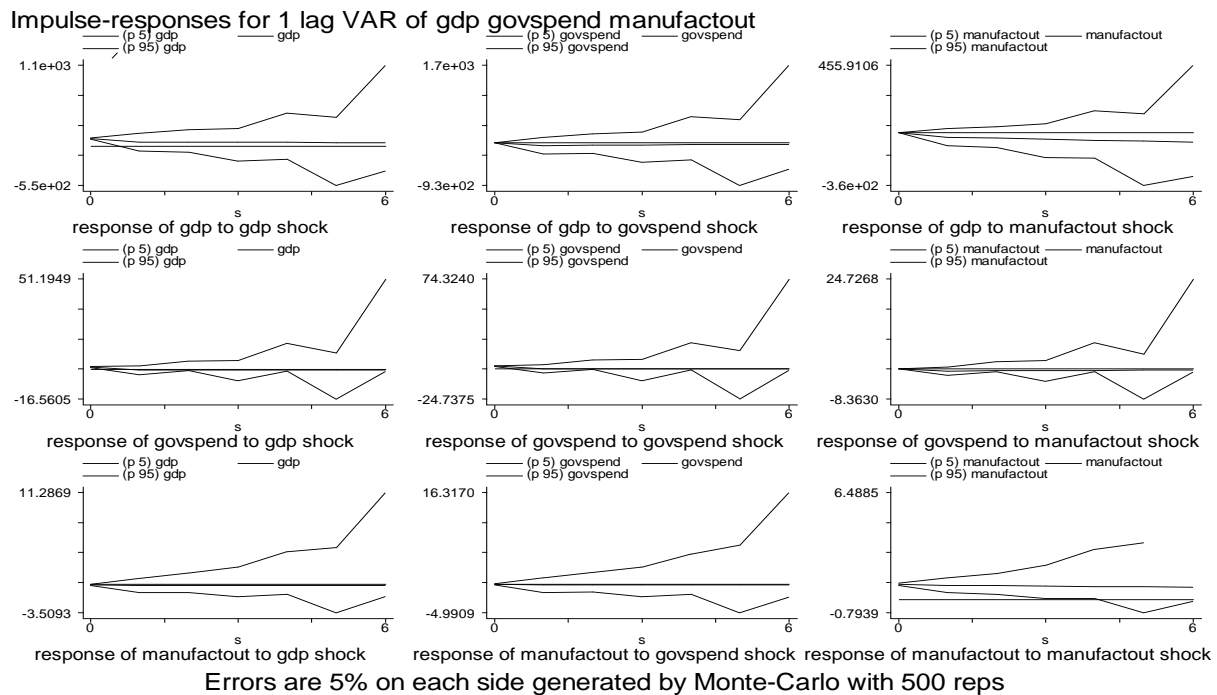 Impulse-responses for 1 lag VAR of gdp govspend manufactout
(p 5) gdp gdp
(p 95) gdp
1.1e+03
-5.5e+02
0 6
s
response of gdp to gdp shock
(p 5) govspend govspend
(p 95) govspend
1.7e+03
-9.3e+02
0 6
s
response of gdp to govspend shock
(p 5) manufactout manufactout
(p 95) manufactout
455.9106
-3.6e+02
0 6
s
response of gdp to manufactout shock
(p 5) gdp gdp
(p 95) gdp
51.1949
-16.5605
0 6
s
response of govspend to gdp shock
(p 5) govspend govspend
(p 95) govspend
74.3240
-24.7375
0 6
s
response of govspend to govspend shock
(p 5) manufactout manufactout
(p 95) manufactout
24.7268
-8.3630
0 6
s
response of govspend to manufactout shock
(p 5) gdp gdp
(p 95) gdp
11.2869
-3.5093
0 6
s
response of manufactout to gdp shock
(p 5) govspend govspend
(p 95) govspend
16.3170
-4.9909
0 6
s
response of manufactout to govspend shock
(p 5) manufactout manufactout
(p 95) manufactout
6.4885
-0.7939
0 6
s
response of manufactout to manufactout shock
Errors are 5% on each side generated by Monte-Carlo with 500 reps